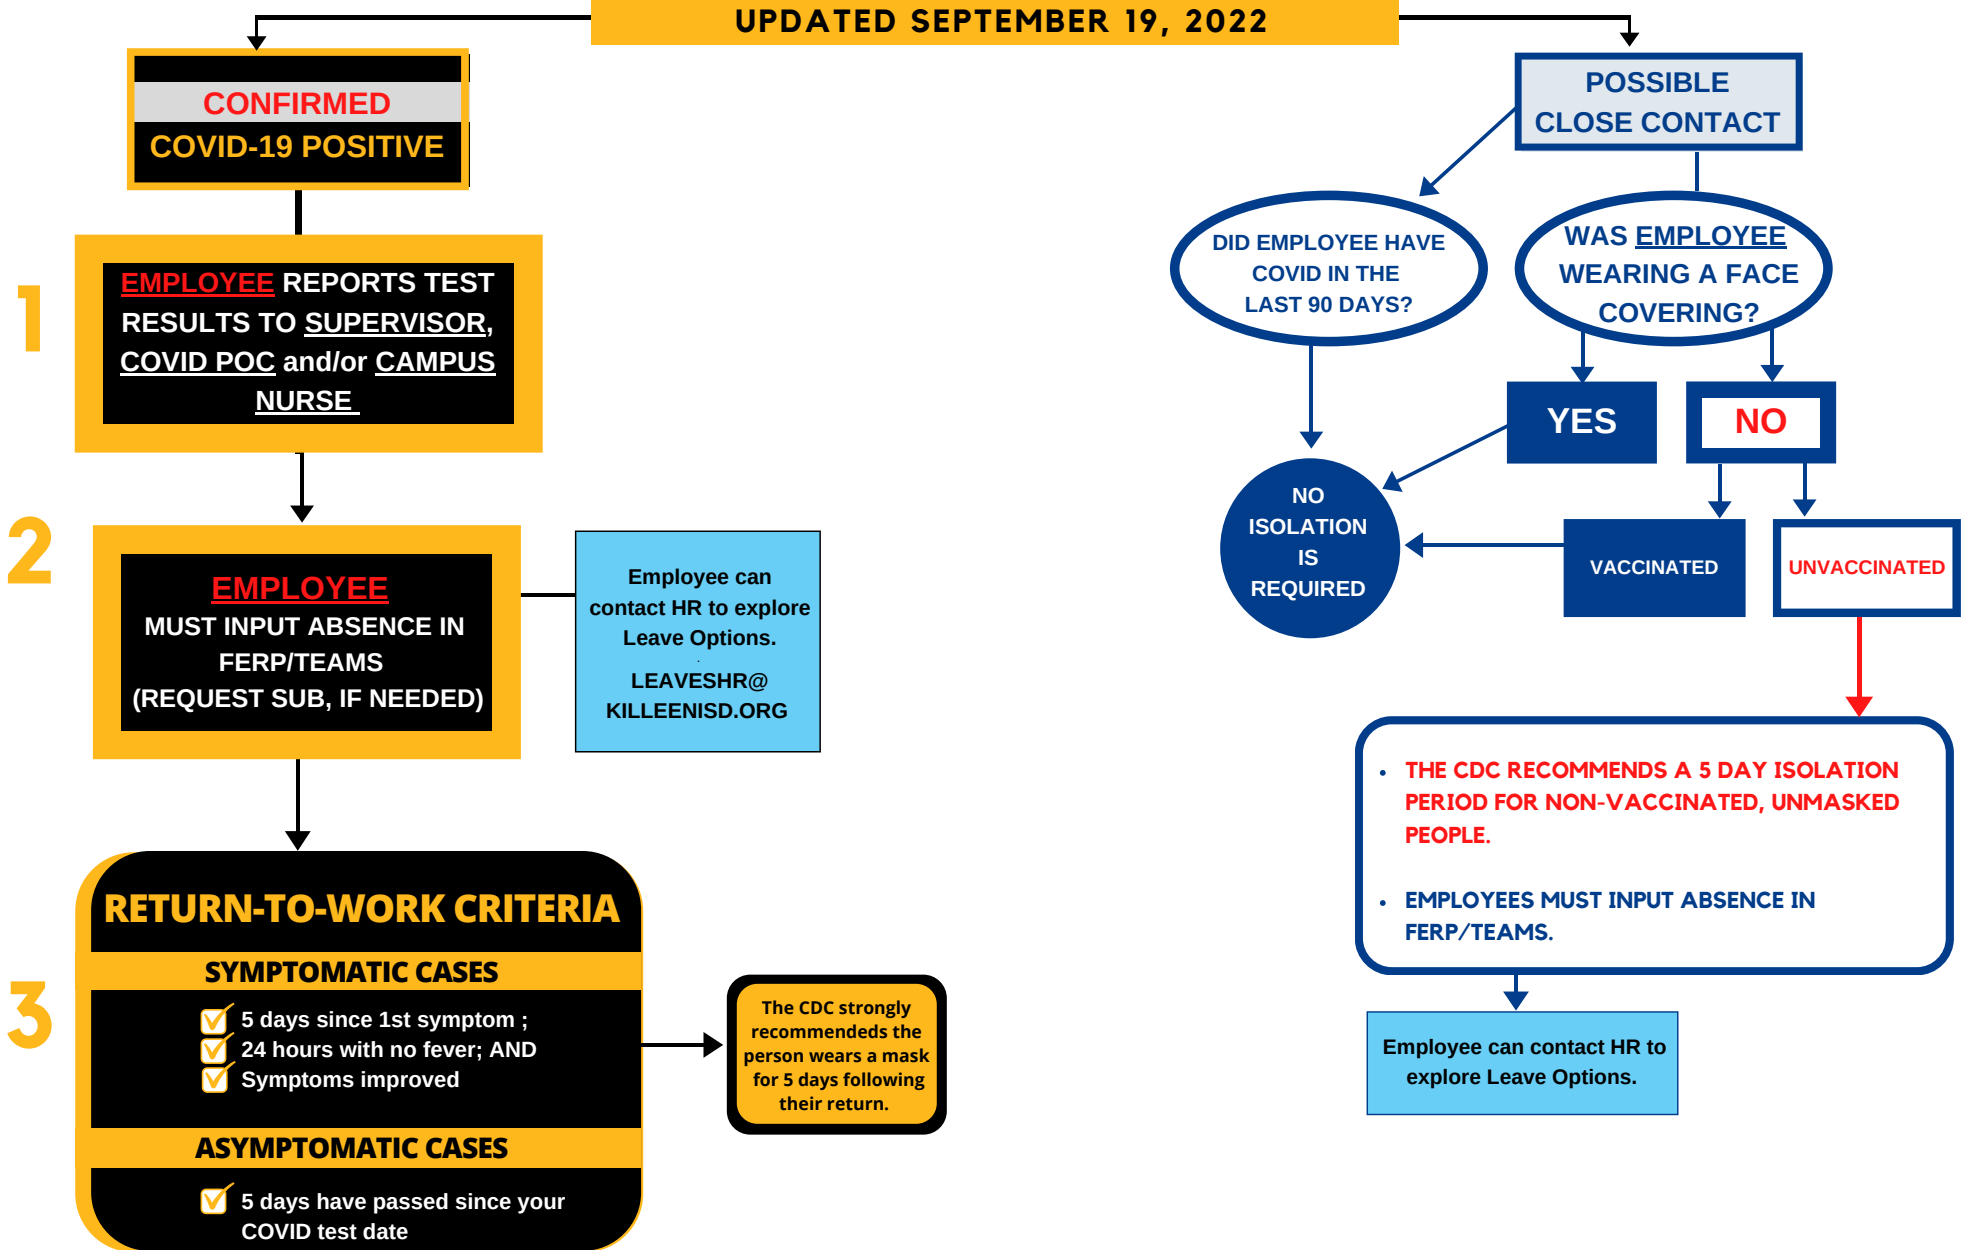 UPDATED SEPTEMBER 19, 2022
CONFIRMED
COVID-19 POSITIVE
1
EMPLOYEE REPORTS TEST
RESULTS TO SUPERVISOR,
COVID POC and/or CAMPUS
NURSE
2
EMPLOYEE
MUST INPUT ABSENCE IN
FERP/TEAMS
(REQUEST SUB, IF NEEDED)
Employee can
contact HR to explore
Leave Options.
.
LEAVESHR@
KILLEENISD.ORG
3
RETURN-TO-WORK CRITERIA
SYMPTOMATIC CASES
5 days since 1st symptom ;
24 hours with no fever; AND
Symptoms improved
ASYMPTOMATIC CASES
5 days have passed since your
COVID test date
The CDC strongly
recommendeds the
person wears a mask
for 5 days following
their return.
POSSIBLE
CLOSE CONTACT
DID EMPLOYEE HAVE
COVID IN THE
LAST 90 DAYS?
WAS EMPLOYEE
WEARING A FACE
COVERING?
YES
NO
NO
ISOLATION
IS
REQUIRED
VACCINATED
UNVACCINATED
• THE CDC RECOMMENDS A 5 DAY ISOLATION
PERIOD FOR NON-VACCINATED, UNMASKED
PEOPLE.
• EMPLOYEES MUST INPUT ABSENCE IN
FERP/TEAMS.
Employee can contact HR to
explore Leave Options.